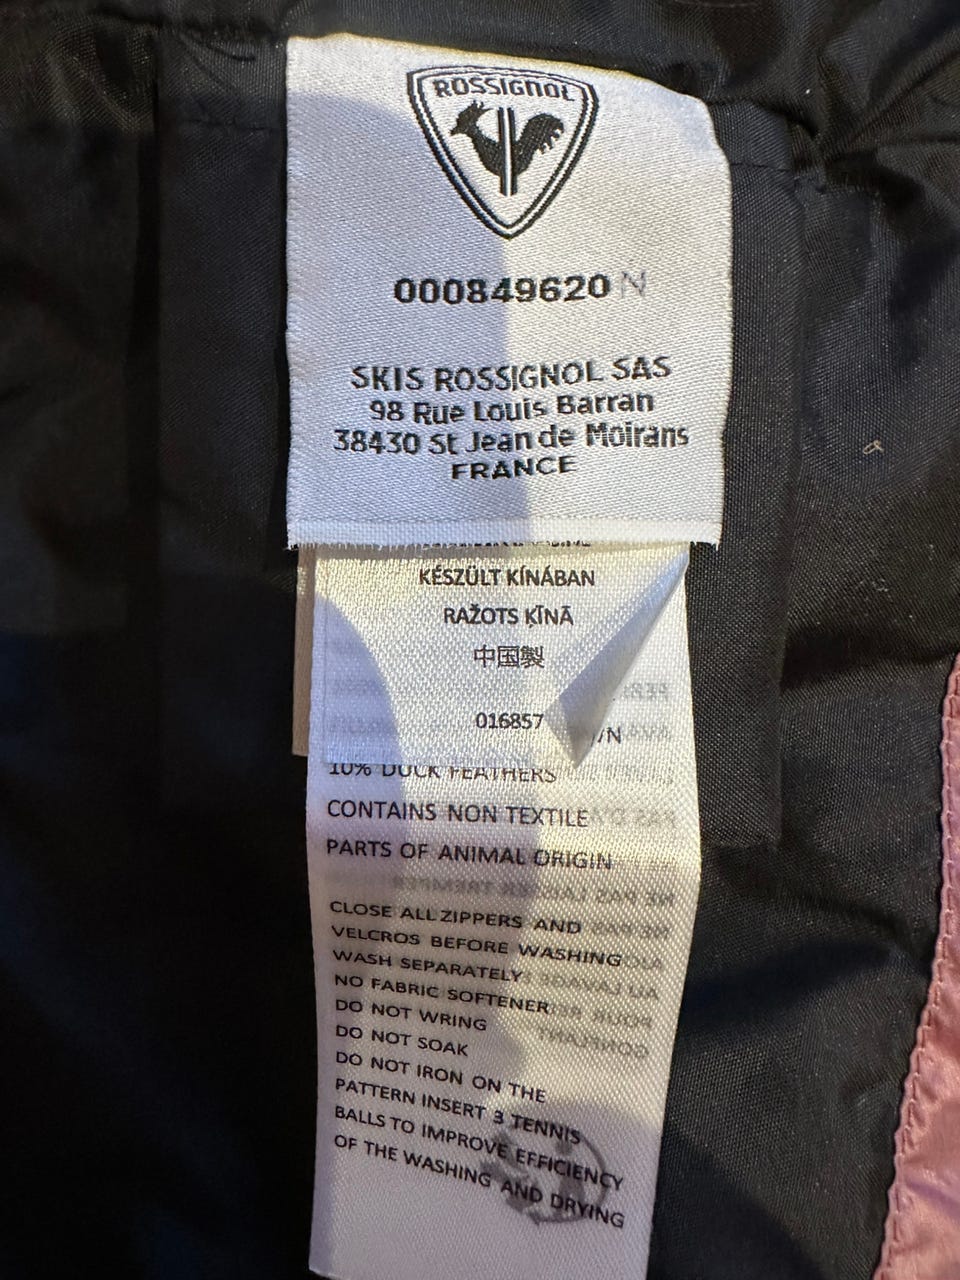 ROSSIGNOL
000849620 N
SKIS ROSSIGNOL SAS
98 Rue Louis Barran
38430 St Jean de Moirans
FRANCE
KÉSZÜLT KÍNÁBAN
RAŽOTS ĶĪNĀ
中国製
016857
/N
10% DUCK FEATHERS
CONTAINS NON TEXTILE
PARTS OF ANIMAL ORIGIN
CLOSE ALL ZIPPERS AND
VELCROS BEFORE WASHING
WASH SEPARATELY
NO FABRIC SOFTENER
DO NOT WRING
DO NOT SOAK
DO NOT IRON ON THE
PATTERN INSERT 3 TENNIS
BALLS TO IMPROVE EFFICIENCY
OF THE WASHING AND DRYING